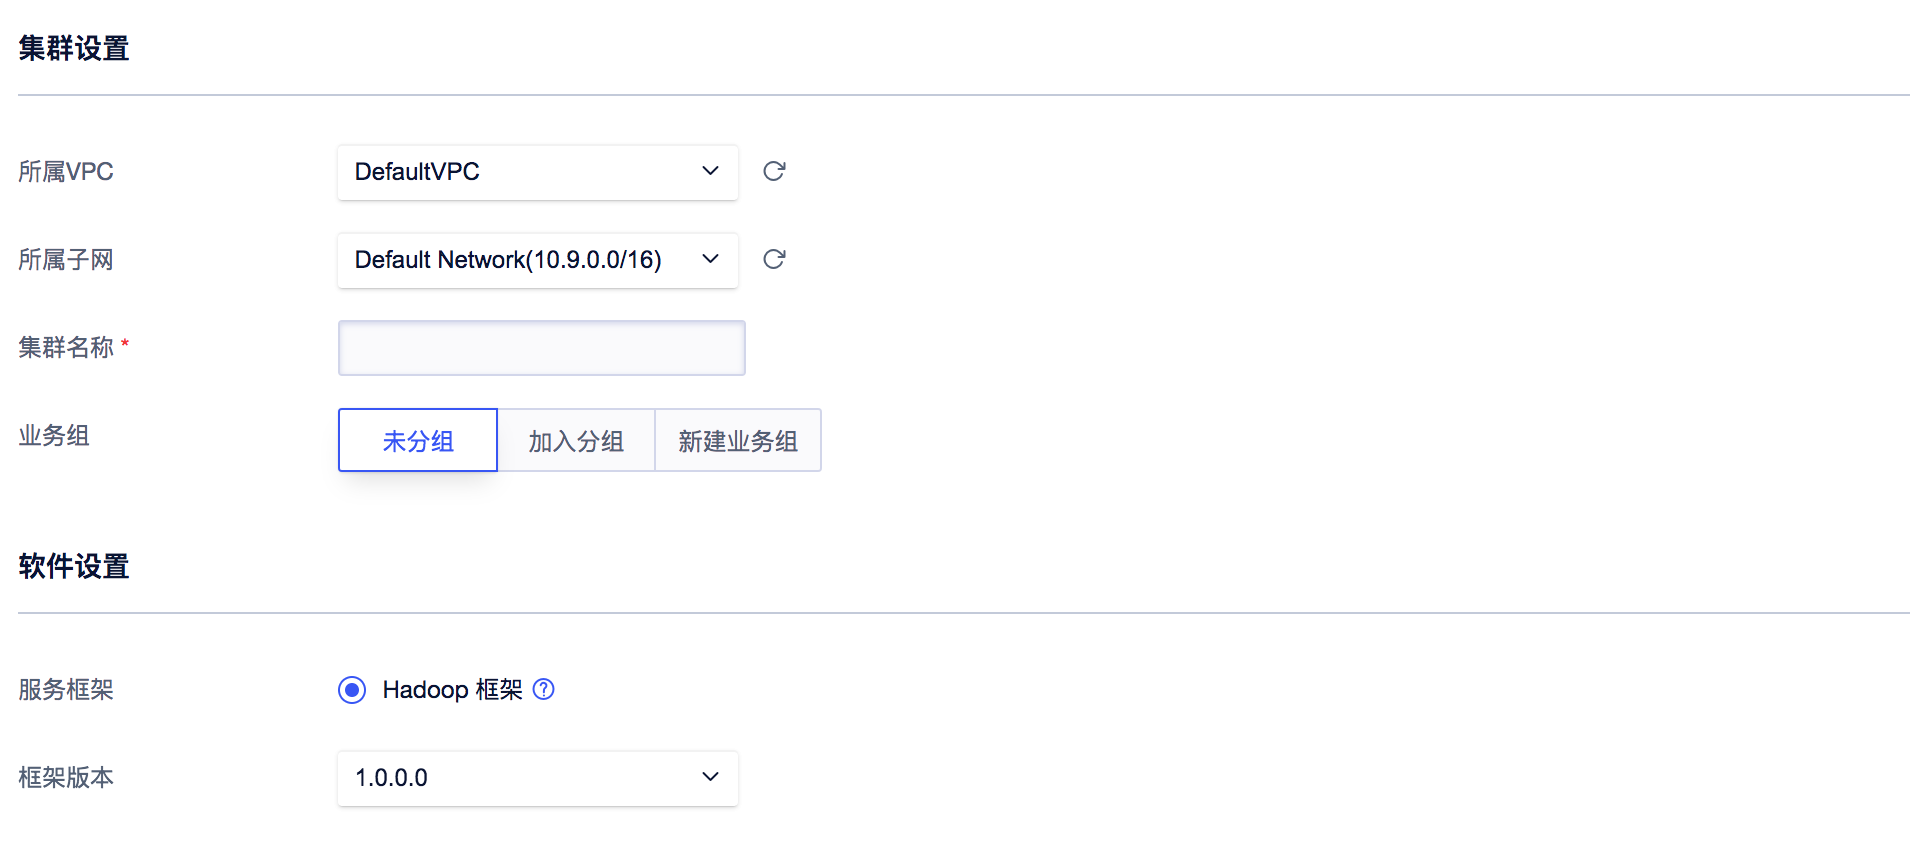 集群设置
所属VPC DefaultVPC
所属子网 Default Network(10.9.0.0/16)
集群名称 *
业务组 未分组 加入分组 新建业务组
软件设置
服务框架 Hadoop 框架 ?
框架版本 1.0.0.0